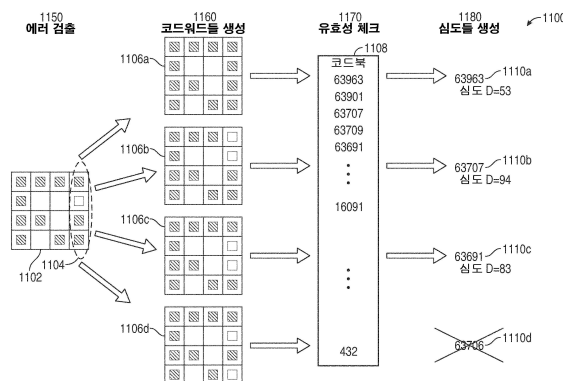 1150
에러 검출
1160
코드워드들 생성
1170
유효성 체크
1180
심도들 생성
1100
1106a
1108
코드북
63963
63901
63707
63709
63691
16091
432
63963
1110a
심도 D=53
1106b
63707
1110b
심도 D=94
1106c
63691
1110c
심도 D=83
1102
1104
1106d
63706
1110d